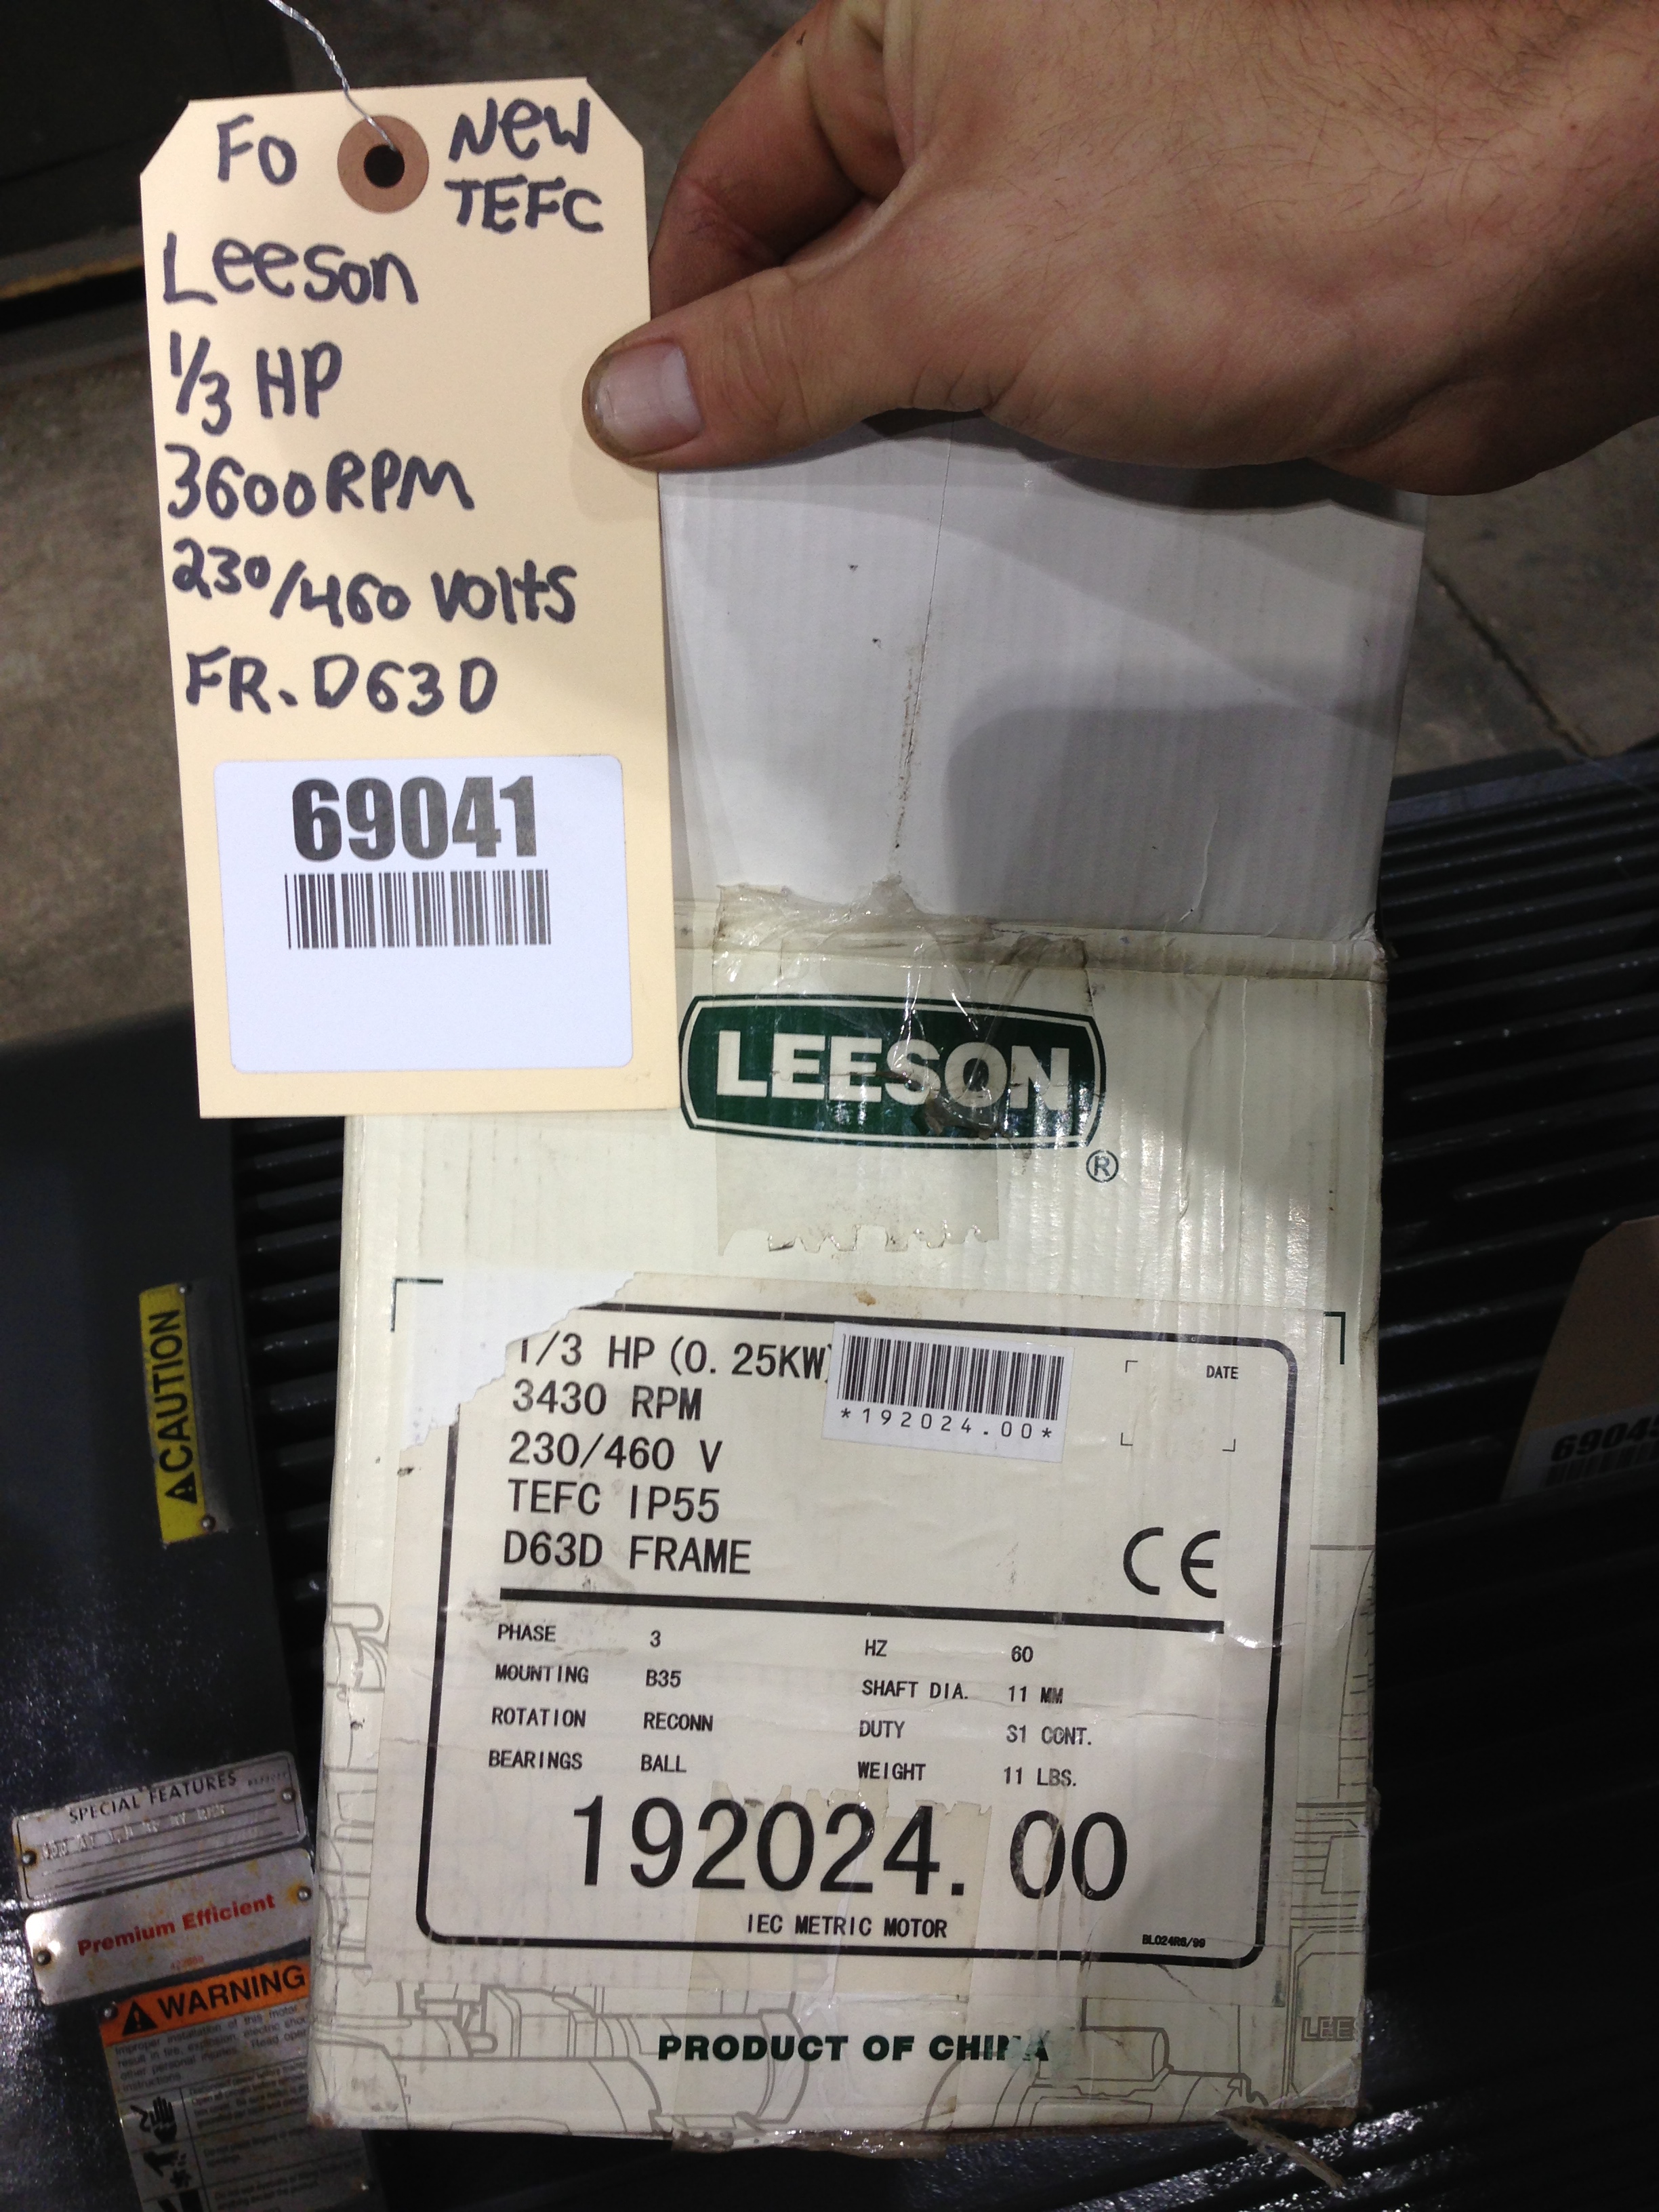 FO
New
TEFC
Leeson
1/3 HP
3600 RPM
230/460 VOLTS
FR. D63D
69041
LEESON
®
1/3 HP (0.25KW)
3430 RPM
230/460 V
TEFC IP55
D63D FRAME
*192024.00*
DATE
CE
PHASE 3 HZ 60
MOUNTING B35 SHAFT DIA. 11 MM
ROTATION RECONN DUTY S1 CONT.
BEARINGS BALL WEIGHT 11 LBS.
192024.00
IEC METRIC MOTOR
PRODUCT OF CHINA
LEES
CAUTION
SPECIAL FEATURES
Premium Efficient
WARNING
6904